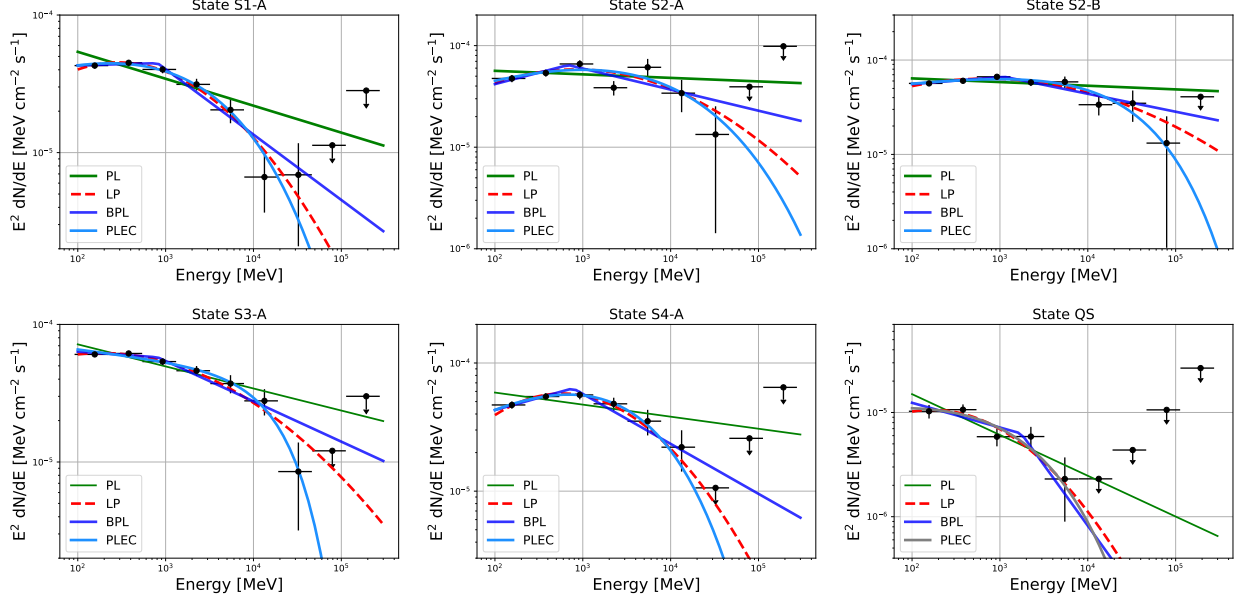 State S1-A
10⁻⁴
10⁻⁵
E² dN/dE [MeV cm⁻² s⁻¹]
PL
LP
BPL
PLEC
10² 10³ 10⁴ 10⁵
Energy [MeV]
State S2-A
10⁻⁴
10⁻⁵
10⁻⁶
E² dN/dE [MeV cm⁻² s⁻¹]
PL
LP
BPL
PLEC
10² 10³ 10⁴ 10⁵
Energy [MeV]
State S2-B
10⁻⁴
10⁻⁵
10⁻⁶
E² dN/dE [MeV cm⁻² s⁻¹]
PL
LP
BPL
PLEC
10² 10³ 10⁴ 10⁵
Energy [MeV]
State S3-A
10⁻⁴
10⁻⁵
E² dN/dE [MeV cm⁻² s⁻¹]
PL
LP
BPL
PLEC
10² 10³ 10⁴ 10⁵
Energy [MeV]
State S4-A
10⁻⁴
10⁻⁵
E² dN/dE [MeV cm⁻² s⁻¹]
PL
LP
BPL
PLEC
10² 10³ 10⁴ 10⁵
Energy [MeV]
State QS
10⁻⁵
10⁻⁶
E² dN/dE [MeV cm⁻² s⁻¹]
PL
LP
BPL
PLEC
10² 10³ 10⁴ 10⁵
Energy [MeV]